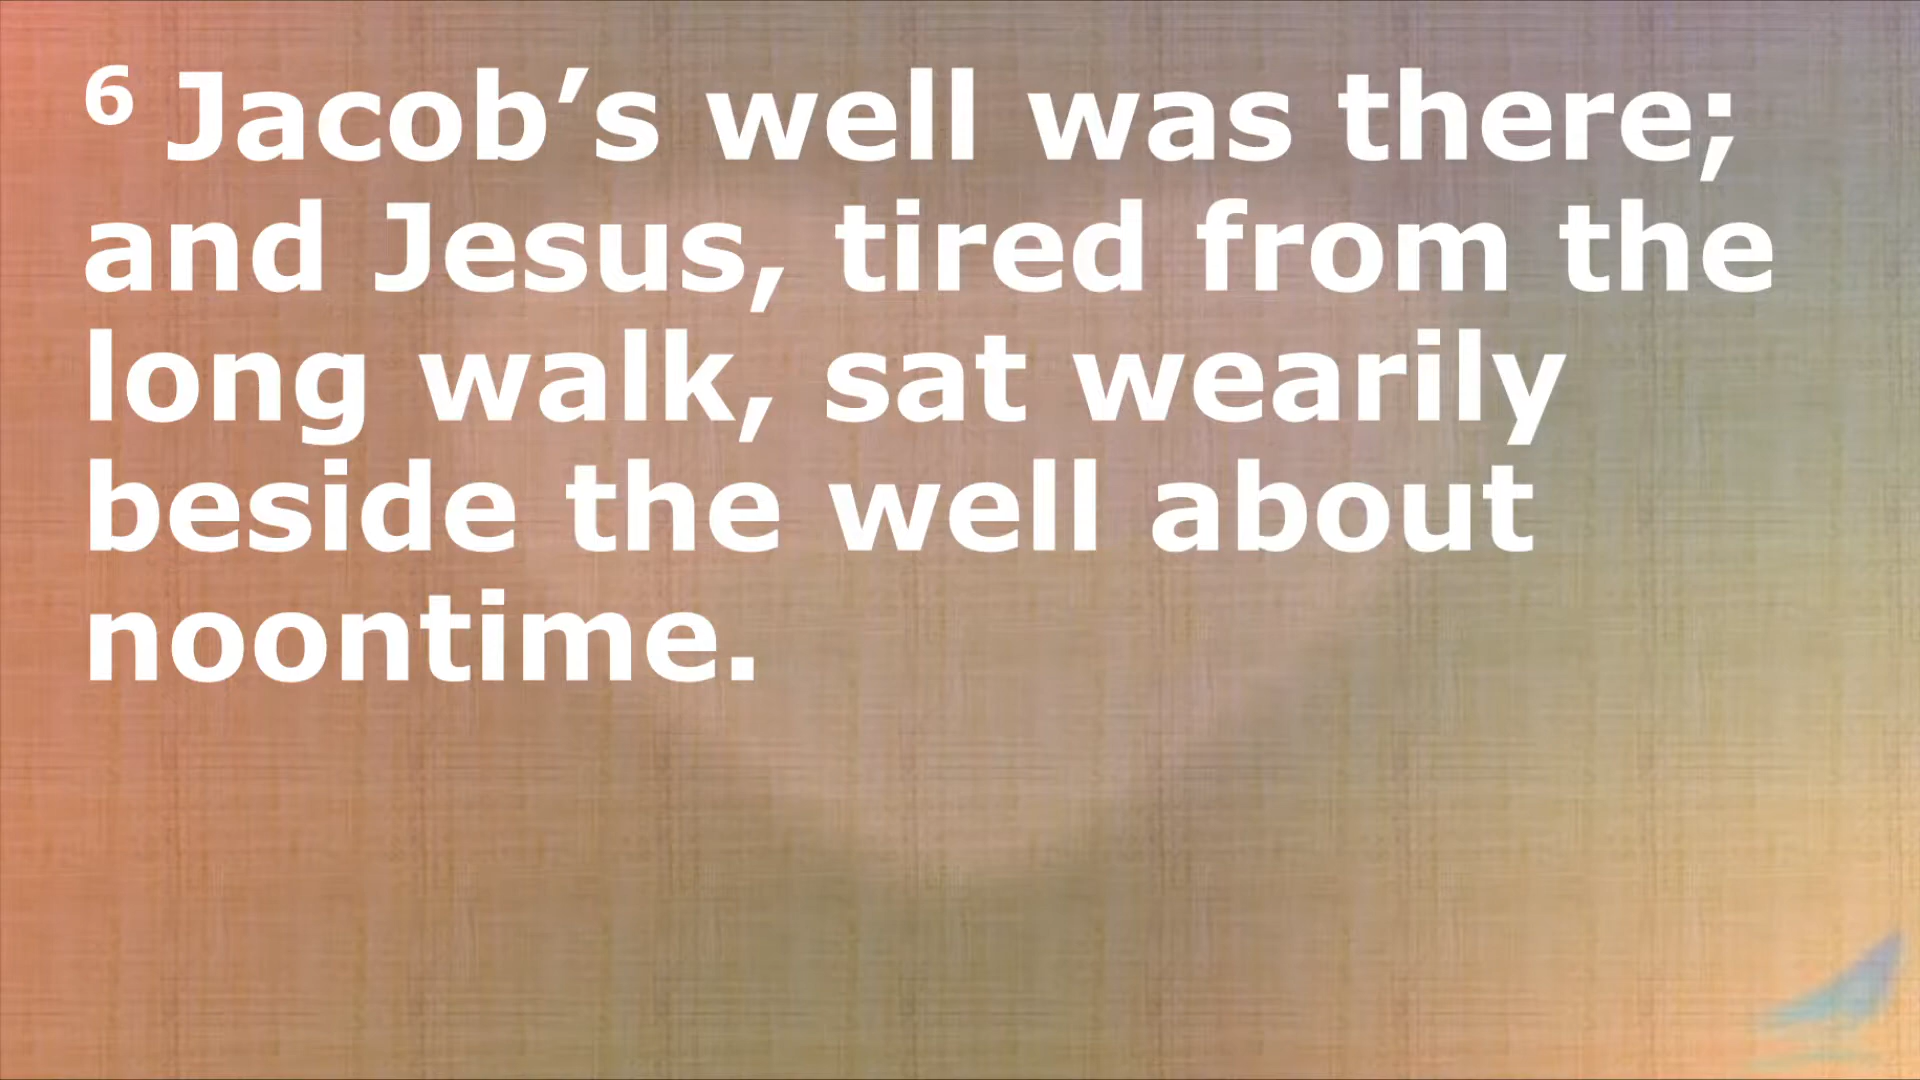 6 Jacob’s well was there;
and Jesus, tired from the
long walk, sat wearily
beside the well about
noontime.